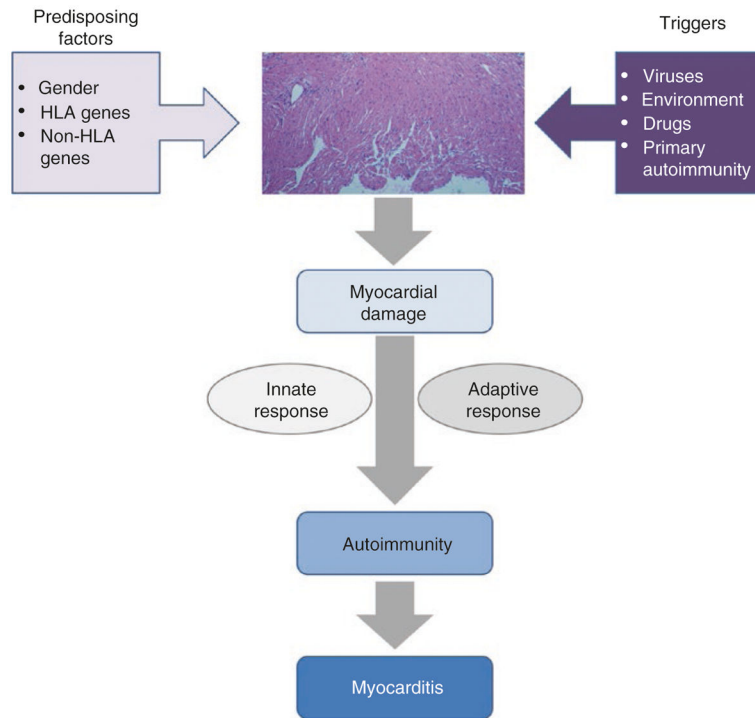 Predisposing
factors
• Gender
• HLA genes
• Non-HLA
genes
Triggers
• Viruses
• Environment
• Drugs
• Primary
autoimmunity
Myocardial
damage
Innate
response
Adaptive
response
Autoimmunity
Myocarditis